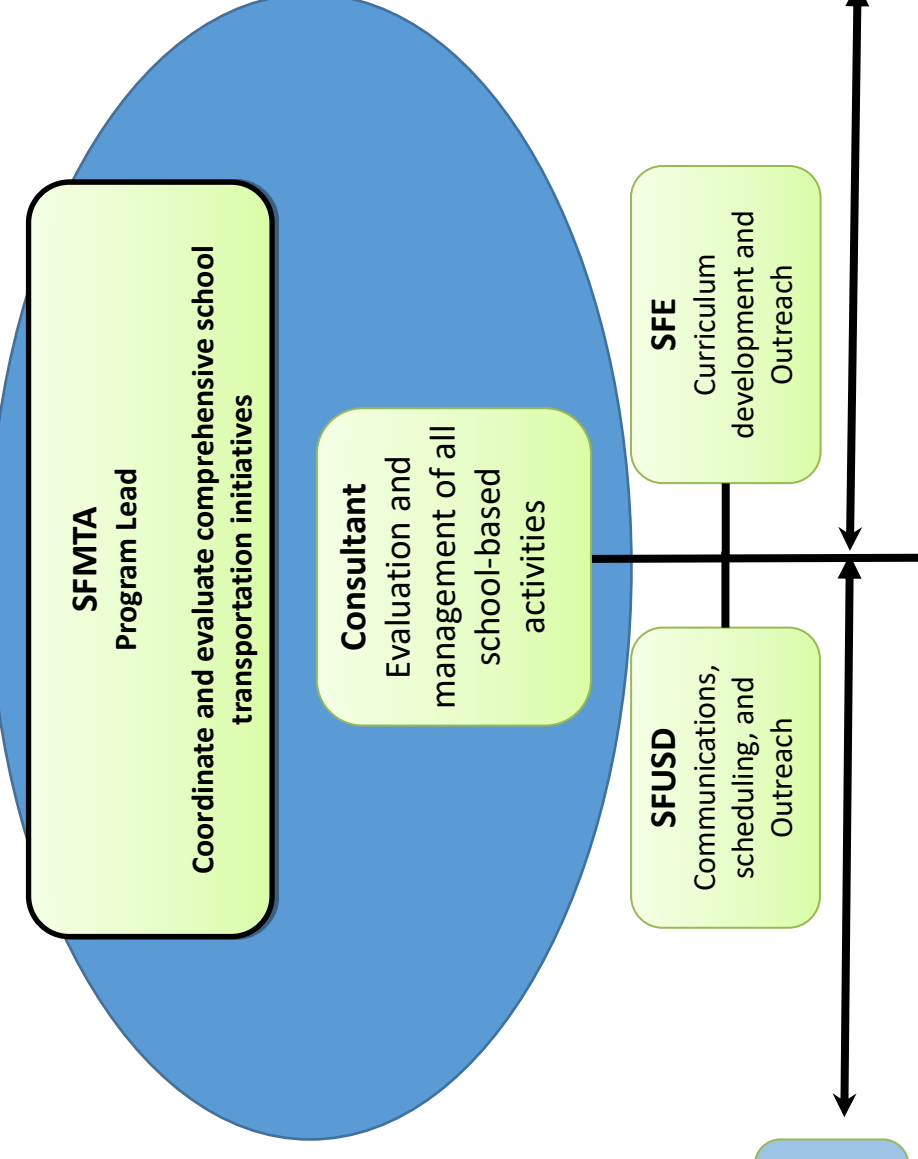 SFMTA
Program Lead
Coordinate and evaluate comprehensive school
transportation initiatives
Consultant
Evaluation and
management of all
school-based
activities
SFUSD
Communications,
scheduling, and
Outreach
SFE
Curriculum
development and
Outreach